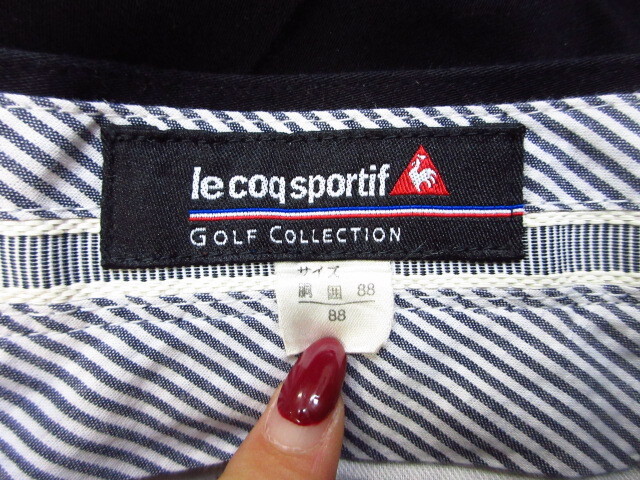 le coq sportif
GOLF COLLECTION
サイズ
胴囲 88
88